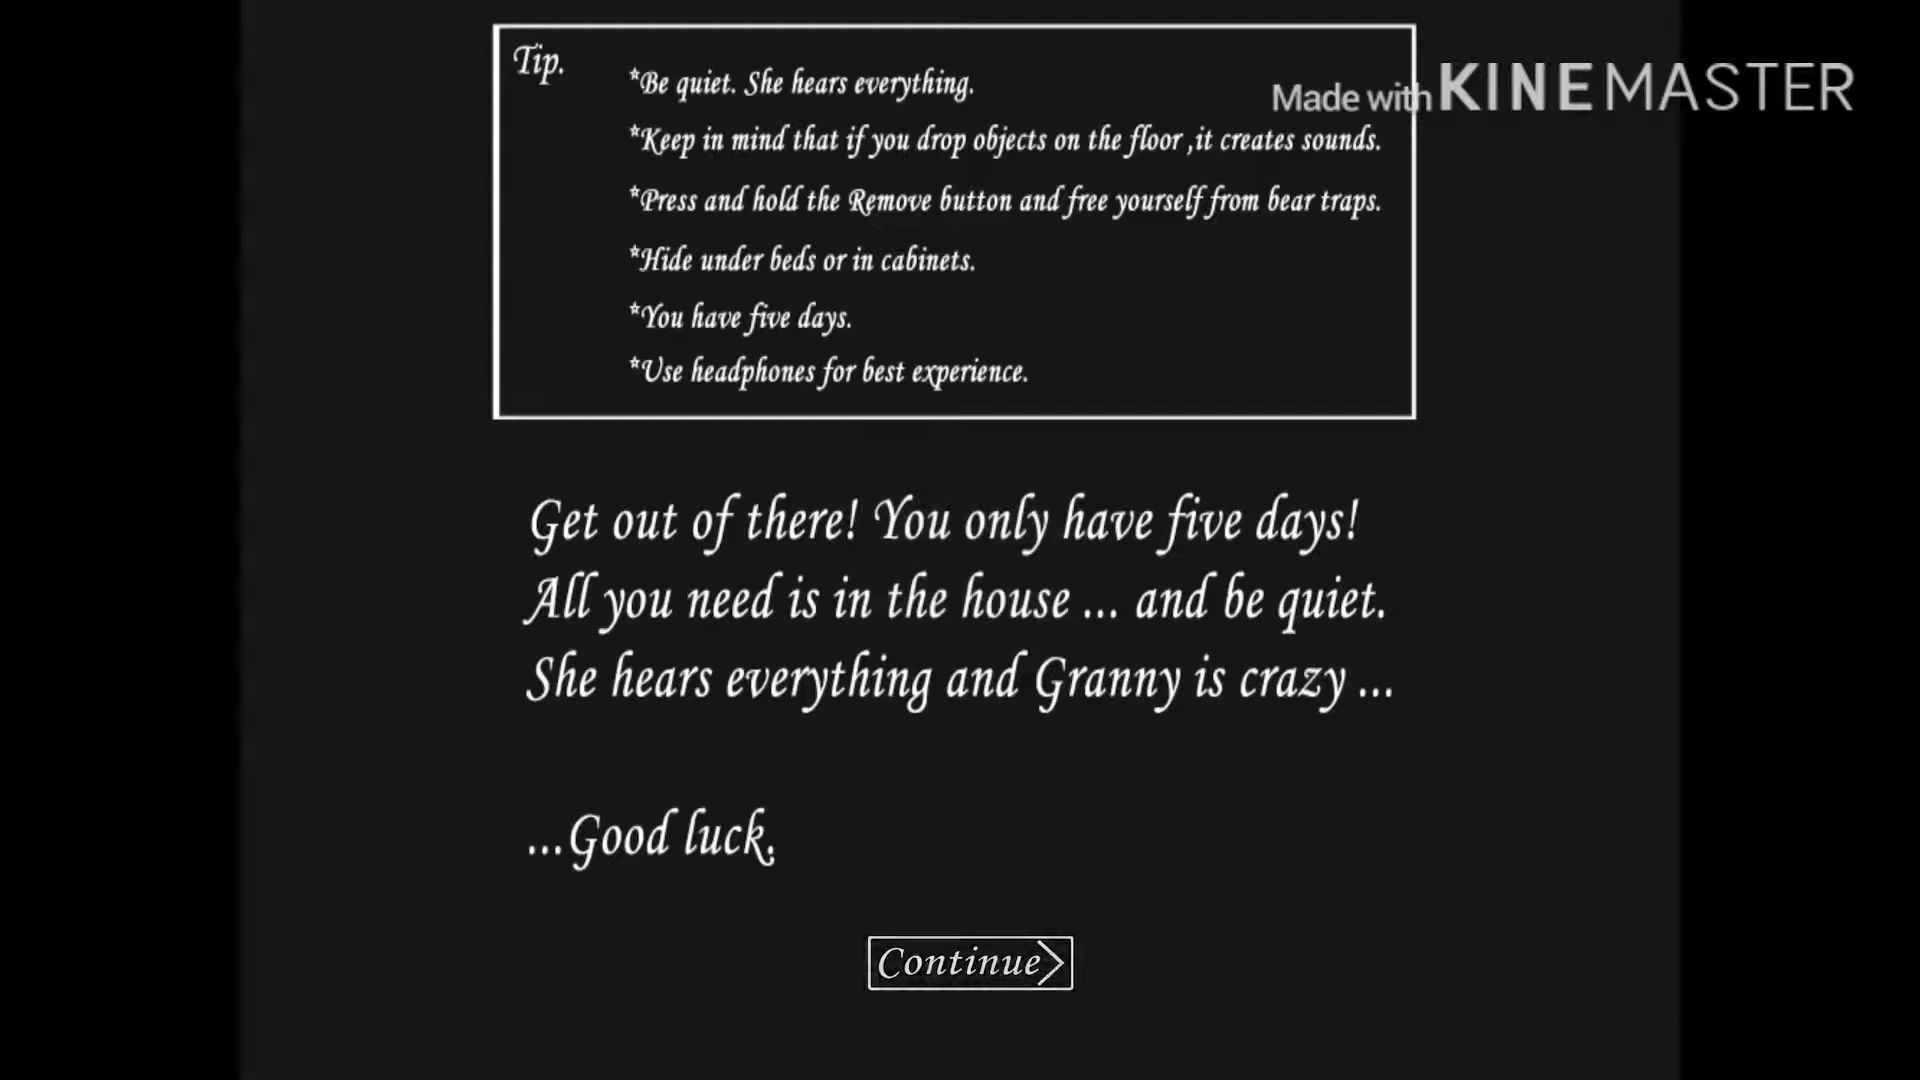 Tip.
*Be quiet. She hears everything.
Made with KINEMASTER
*Keep in mind that if you drop objects on the floor ,it creates sounds.
*Press and hold the Remove button and free yourself from bear traps.
*Hide under beds or in cabinets.
*You have five days.
*Use headphones for best experience.
Get out of there! You only have five days!
All you need is in the house ... and be quiet.
She hears everything and Granny is crazy ...
...Good luck.
Continue>